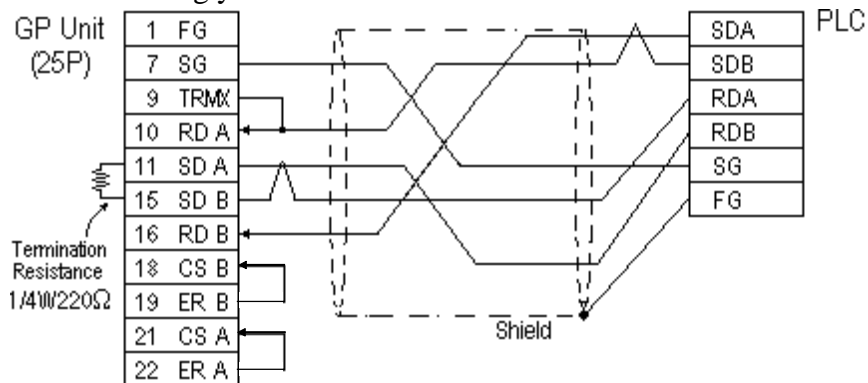 GP Unit
(25P)
1 FG
7 SG
9 TRMX
10 RD A
11 SD A
15 SD B
16 RD B
18 CS B
19 ER B
21 CS A
22 ER A
Termination
Resistance
1/4W220Ω
Shield
PLC
SDA
SDB
RDA
RDB
SG
FG